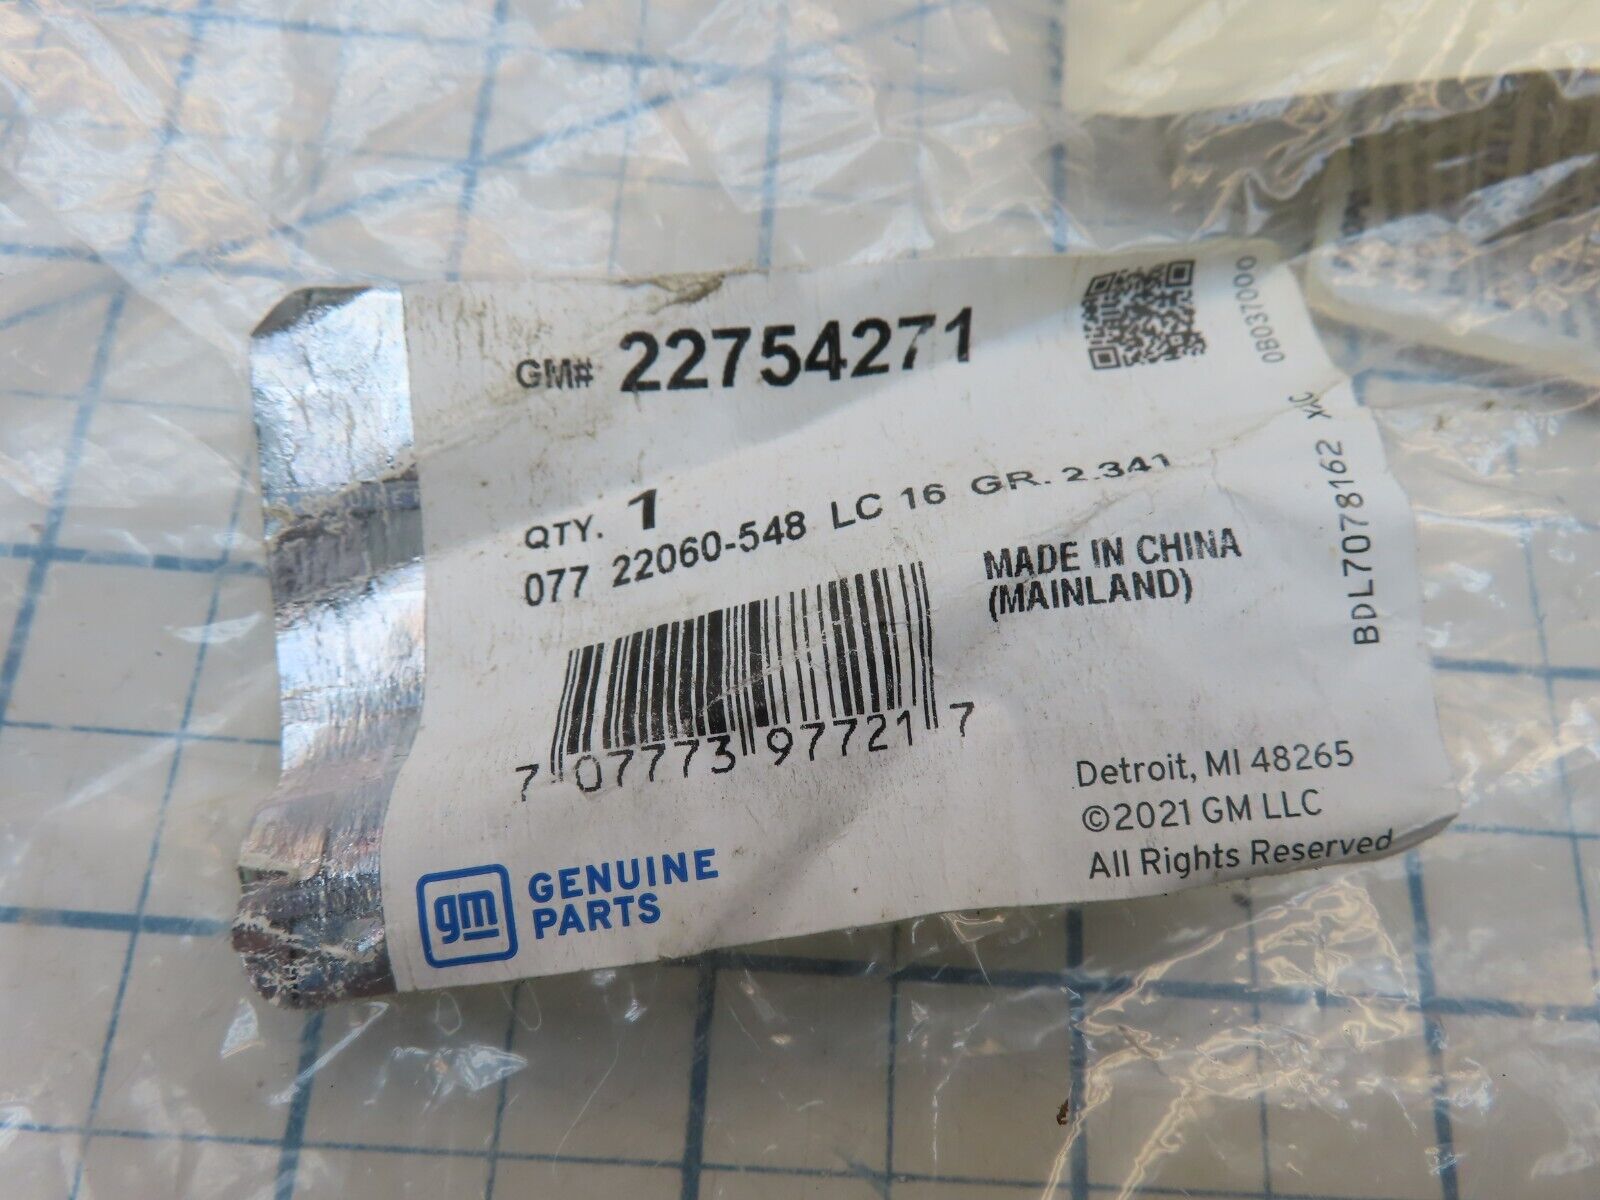 GM# 22754271
QTY. 1
077 22060-548 LC 16 GR. 2.341
MADE IN CHINA
(MAINLAND)
7 07773 97721 7
Detroit, MI 48265
©2021 GM LLC
All Rights Reserved
gm GENUINE
PARTS
0B037000
BDL7078162 X/C